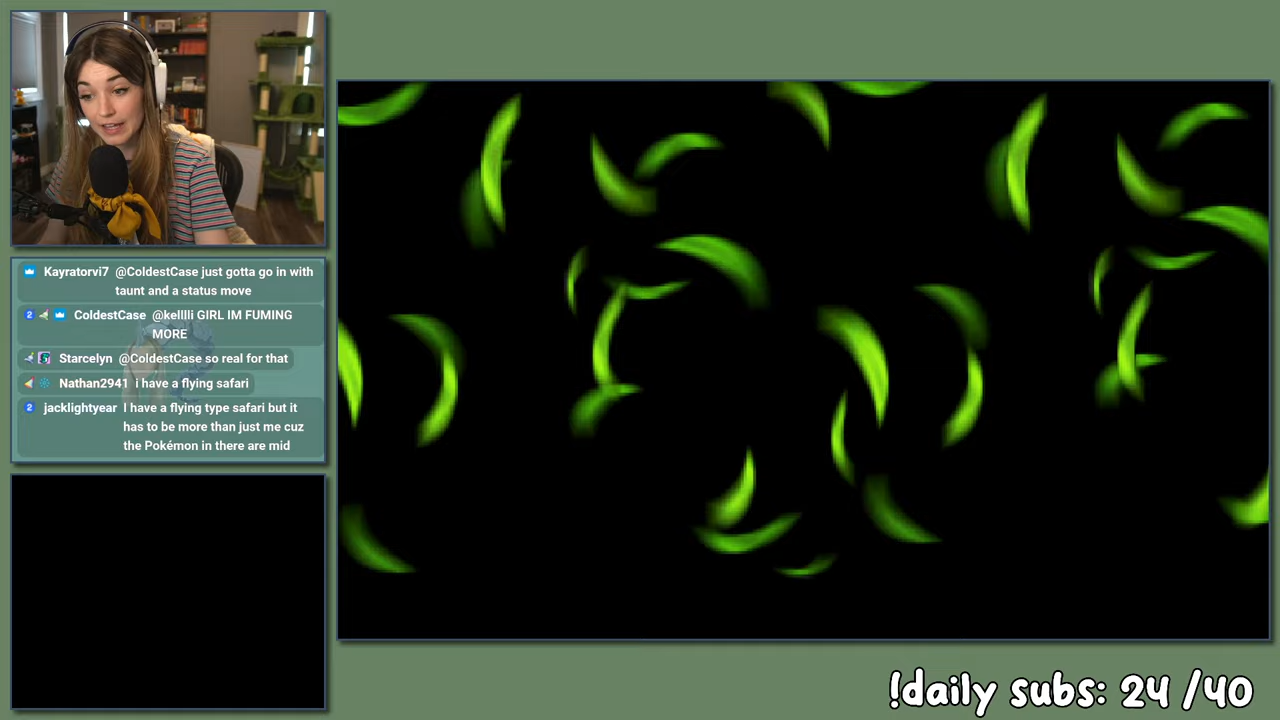 Kayratorvi7 @ColdestCase just gotta go in with
taunt and a status move
ColdestCase @kelllli GIRL IM FUMING
MORE
Starcelyn @ColdestCase so real for that
Nathan2941 i have a flying safari
jacklightyear I have a flying type safari but it
has to be more than just me cuz
the Pokémon in there are mid
!daily subs: 24 /40